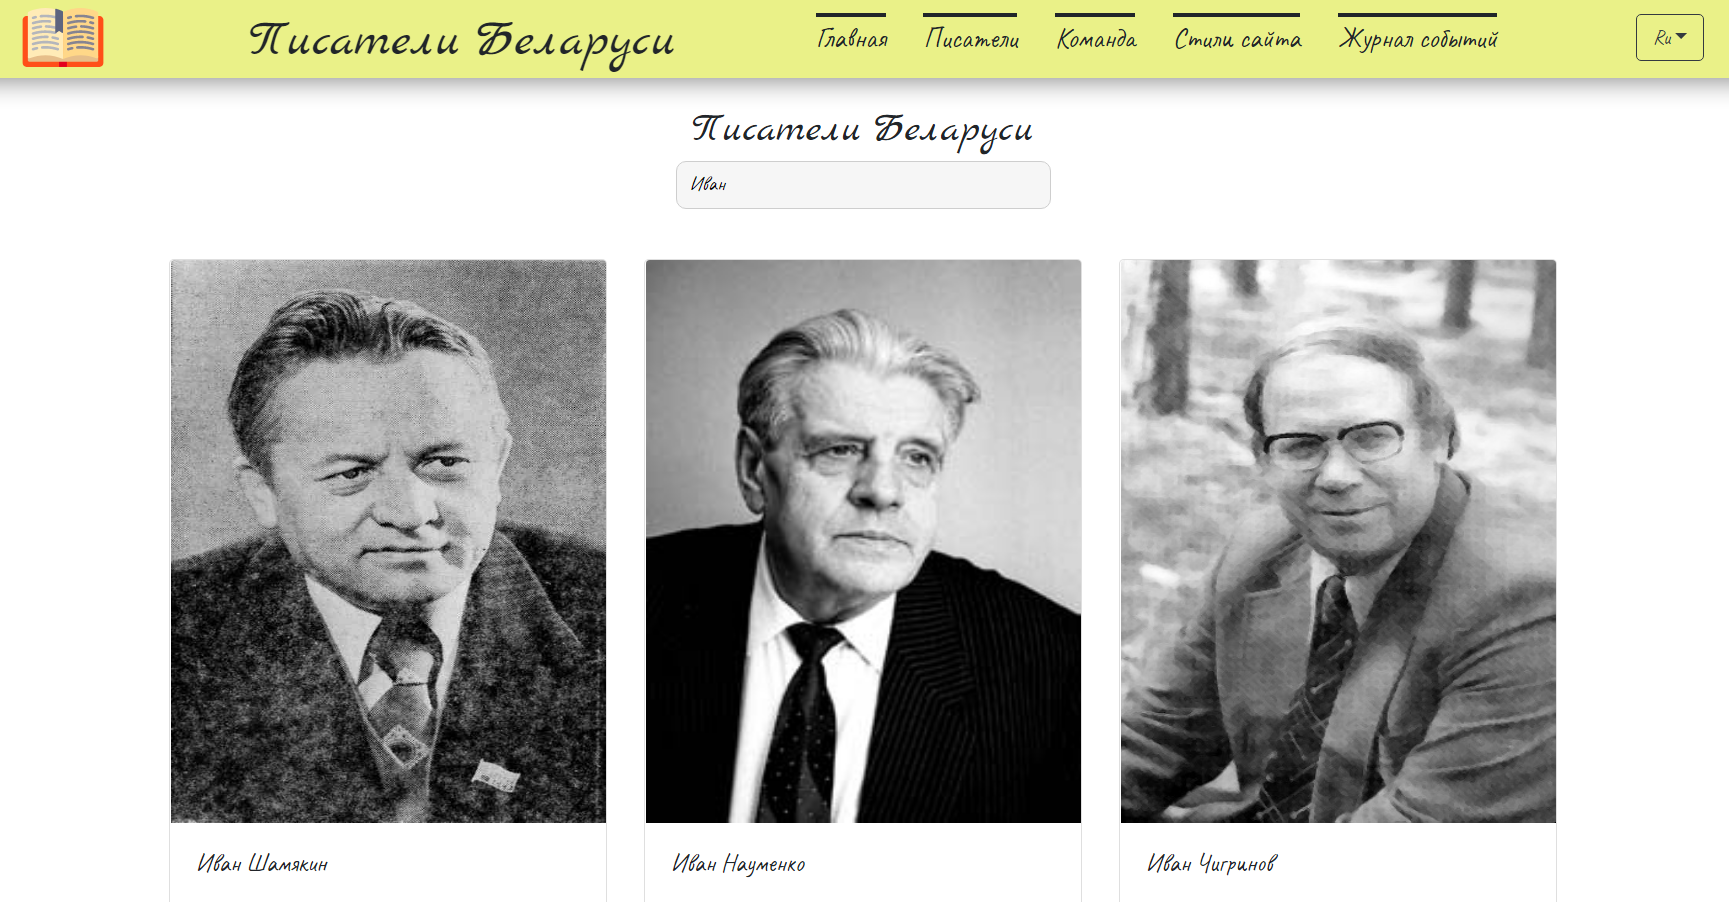 Писатели Беларуси
Главная
Писатели
Команда
Стили сайта
Журнал событий
Ru
Писатели Беларуси
Иван
Иван Шамякин
Иван Науменко
Иван Чигринов